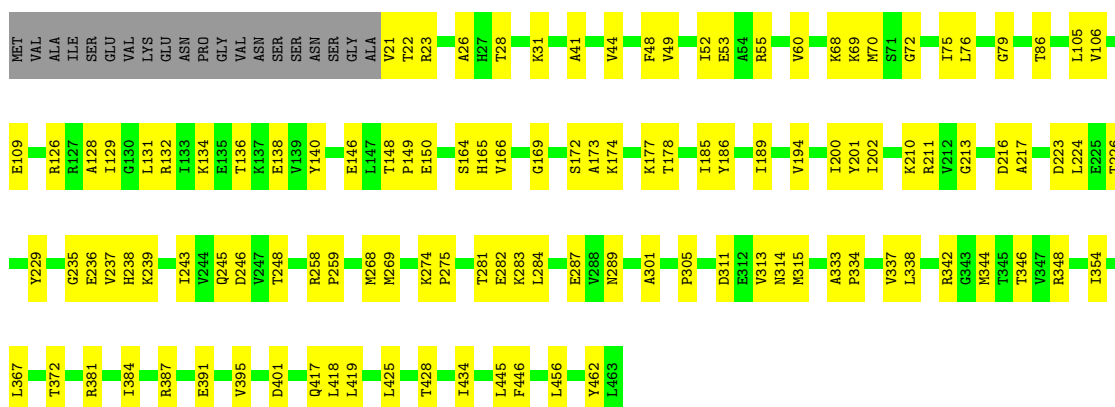 MET VAL ALA ILE SER GLU VAL LYS GLU ASN PRO GLY VAL ASN SER SER ASN SER GLY ALA V21 T22 R23 A26 H27 T28 K31 A41 V44 F48 V49 I52 E53 A54 R55 V60 K68 K69 M70 S71 G72 I75 L76 G79 T86 L105 V106
E109 R126 R127 A128 I129 G130 L131 R132 I133 K134 E135 T136 K137 E138 V139 Y140 E146 L147 T148 P149 E150 S164 H165 V166 G169 S172 A173 K174 K177 T178 I185 Y186 I189 V194 I200 Y201 I202 K210 R211 V212 G213 D216 A217 D223 L224 E225 T226
Y229 G235 E236 V237 H238 K239 I243 V244 Q245 D246 V247 T248 R258 P259 M268 M269 K274 P275 T281 E282 K283 L284 E287 V288 N289 A301 P305 D311 E312 V313 N314 M315 A333 P334 V337 L338 R342 G343 M344 T345 T346 V347 R348 I354
L367 T372 R381 I384 R387 E391 V395 D401 Q417 L418 L419 L425 T428 I434 L445 F446 L456 Y462 L463